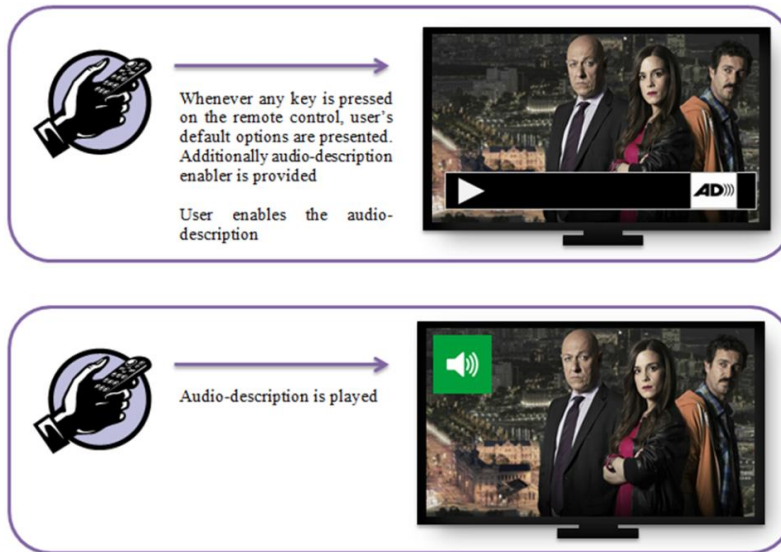 Whenever any key is pressed
on the remote control, user's
default options are presented.
Additionally audio-description
enabler is provided
User enables the audio-
description
AD
Audio-description is played